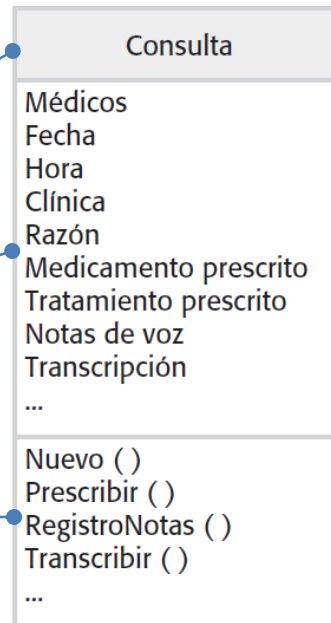 Consulta
Médicos
Fecha
Hora
Clínica
Razón
Medicamento prescrito
Tratamiento prescrito
Notas de voz
Transcripción
...
Nuevo ( )
Prescribir ( )
RegistroNotas ( )
Transcribir ( )
...